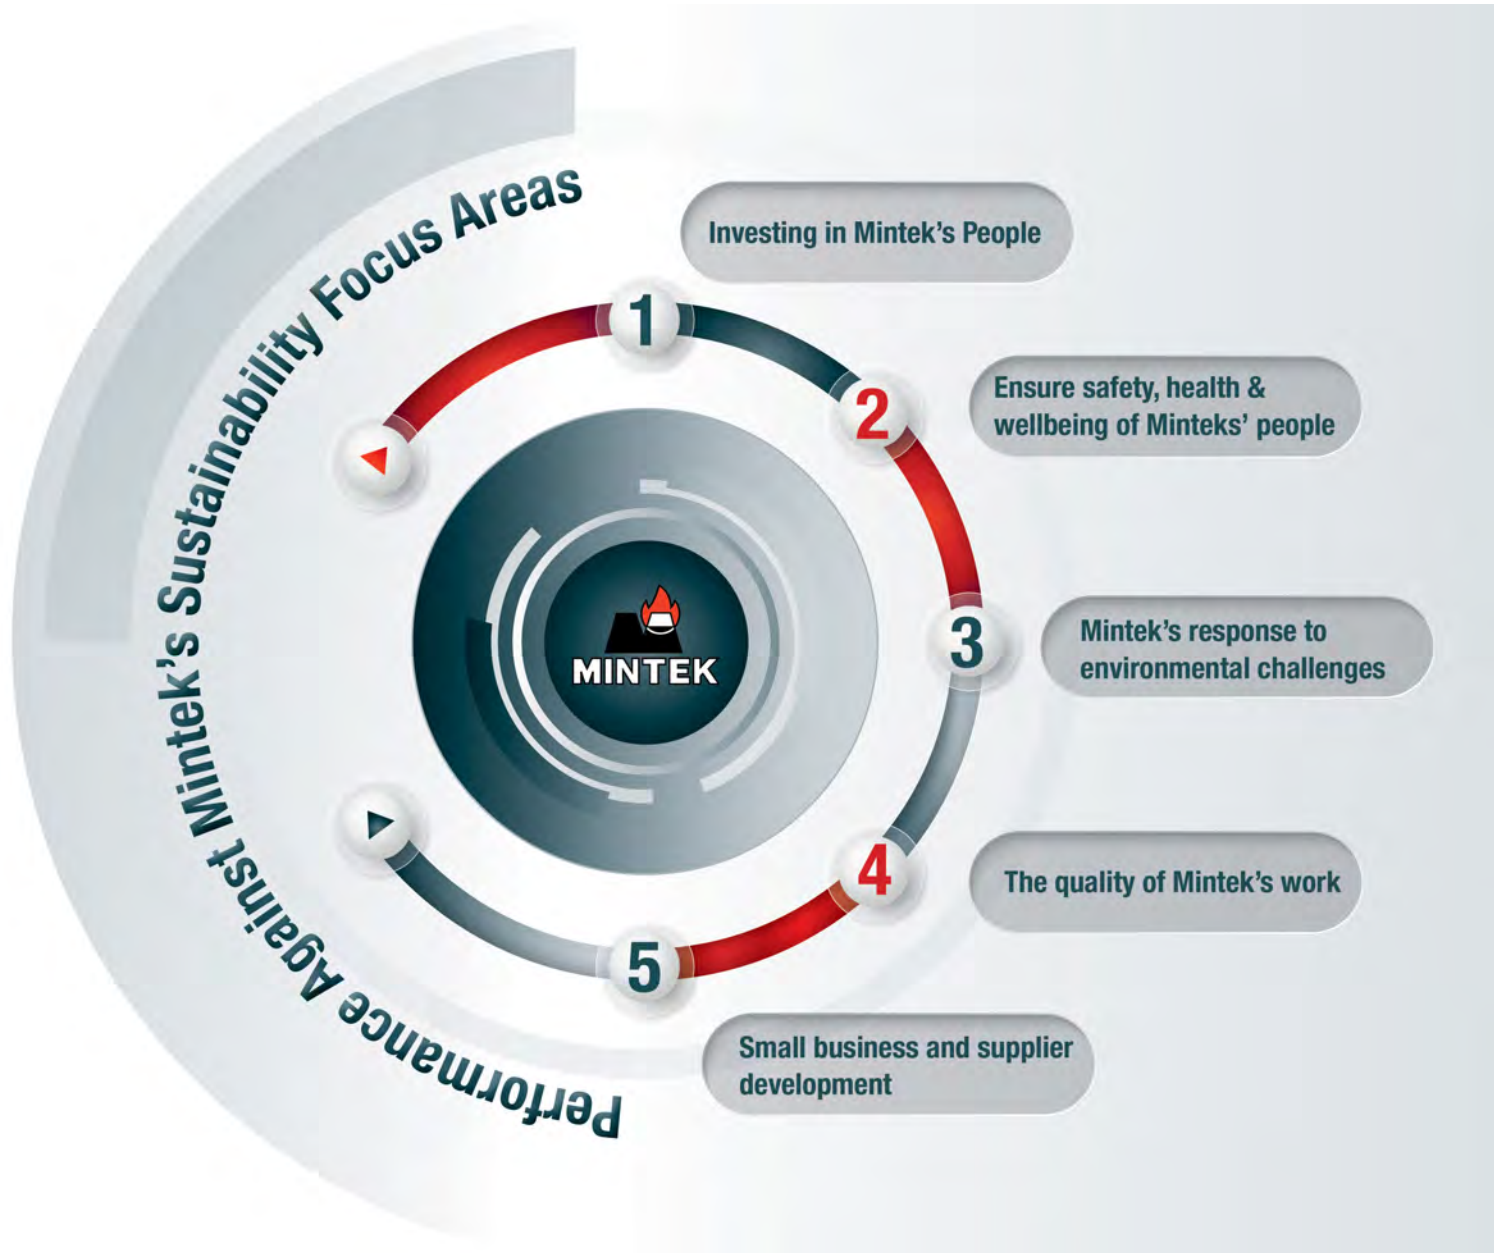 Performance Against Mintek's Sustainability Focus Areas
1
Investing in Mintek's People
2
Ensure safety, health &
wellbeing of Minteks' people
3
Mintek's response to
environmental challenges
4
The quality of Mintek's work
5
Small business and supplier
development
MINTEK